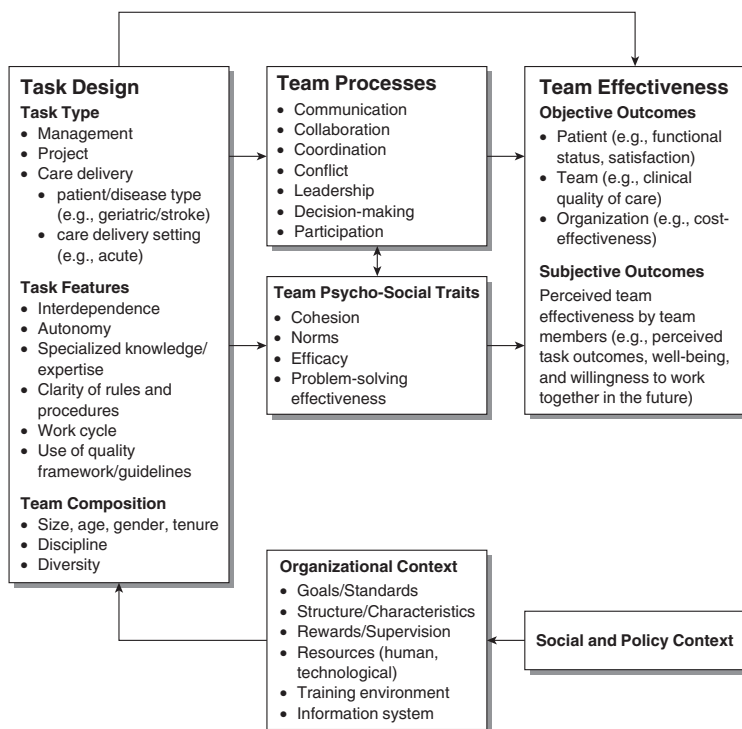 Task Design
Task Type
• Management
• Project
• Care delivery
• patient/disease type
(e.g., geriatric/stroke)
• care delivery setting
(e.g., acute)
Task Features
• Interdependence
• Autonomy
• Specialized knowledge/
expertise
• Clarity of rules and
procedures
• Work cycle
• Use of quality
framework/guidelines
Team Composition
• Size, age, gender, tenure
• Discipline
• Diversity
Team Processes
• Communication
• Collaboration
• Coordination
• Conflict
• Leadership
• Decision-making
• Participation
Team Psycho-Social Traits
• Cohesion
• Norms
• Efficacy
• Problem-solving
effectiveness
Team Effectiveness
Objective Outcomes
• Patient (e.g., functional
status, satisfaction)
• Team (e.g., clinical
quality of care)
• Organization (e.g., cost-
effectiveness)
Subjective Outcomes
Perceived team
effectiveness by team
members (e.g., perceived
task outcomes, well-being,
and willingness to work
together in the future)
Organizational Context
• Goals/Standards
• Structure/Characteristics
• Rewards/Supervision
• Resources (human,
technological)
• Training environment
• Information system
Social and Policy Context